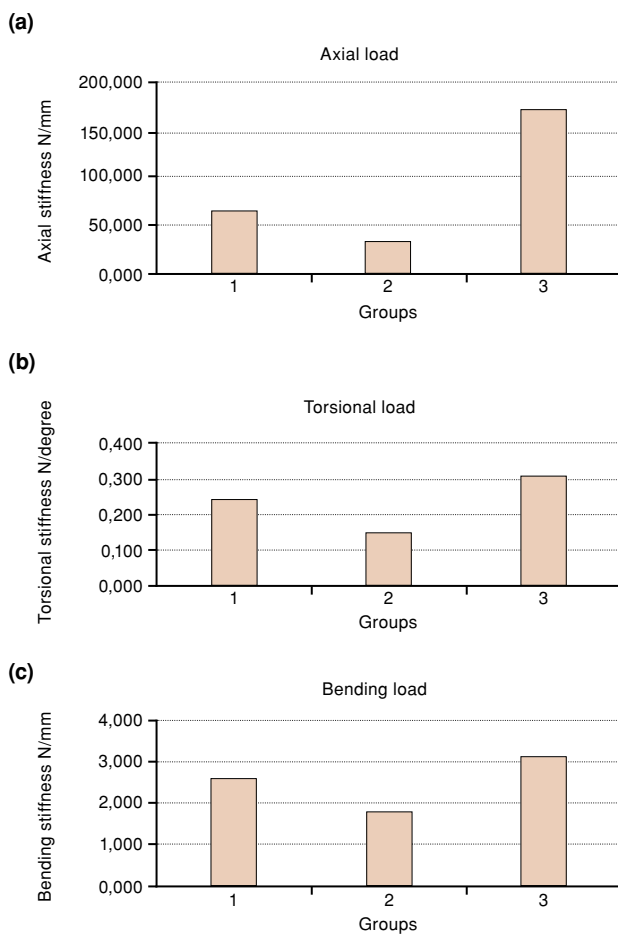 (a)
Axial load
Axial stiffness N/mm
200,000
150,000
100,000
50,000
0,000
1 2 3
Groups
(b)
Torsional load
Torsional stiffness N/degree
0,400
0,300
0,200
0,100
0,000
1 2 3
Groups
(c)
Bending load
Bending stiffness N/mm
4,000
3,000
2,000
1,000
0,000
1 2 3
Groups